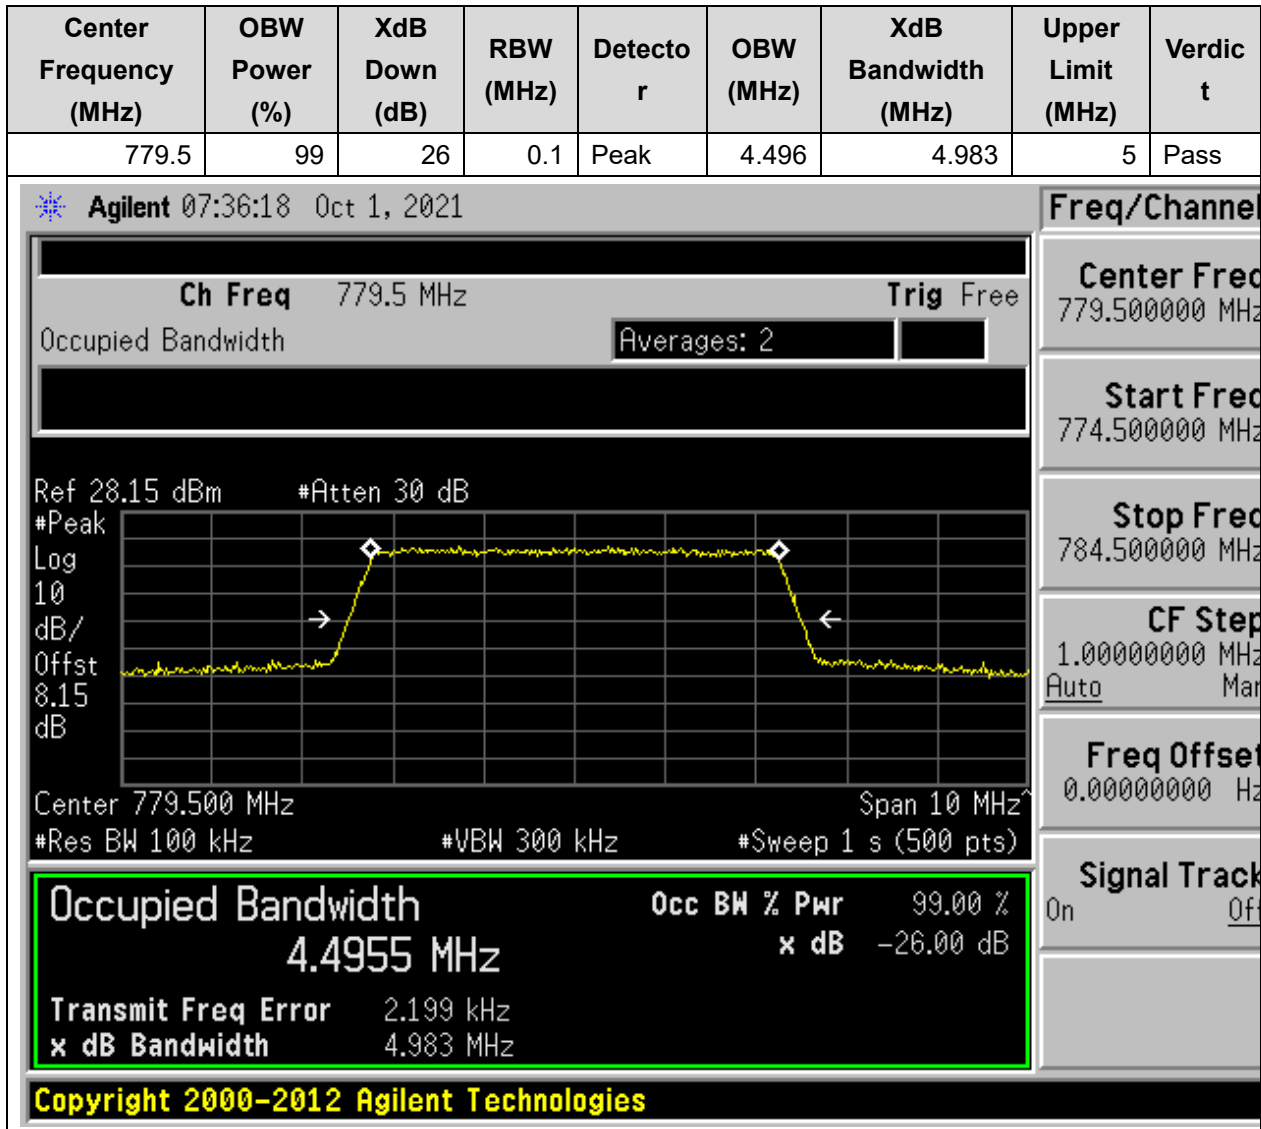 Center Frequency (MHz) OBW Power (%) XdB Down (dB) RBW (MHz) Detector OBW (MHz) XdB Bandwidth (MHz) Upper Limit (MHz) Verdict
779.5 99 26 0.1 Peak 4.496 4.983 5 Pass
Agilent 07:36:18 Oct 1, 2021
Ch Freq 779.5 MHz Trig Free
Occupied Bandwidth Averages: 2
Ref 28.15 dBm #Atten 30 dB
#Peak
Log
10
dB/
Offst
8.15
dB
Center 779.500 MHz Span 10 MHz^
#Res BW 100 kHz #VBW 300 kHz #Sweep 1 s (500 pts)
Occupied Bandwidth Occ BW % Pwr 99.00 %
4.4955 MHz x dB -26.00 dB
Transmit Freq Error 2.199 kHz
x dB Bandwidth 4.983 MHz
Copyright 2000-2012 Agilent Technologies
Freq/Channel
Center Freq
779.500000 MHz
Start Freq
774.500000 MHz
Stop Freq
784.500000 MHz
CF Step
1.00000000 MHz
Auto Man
Freq Offset
0.00000000 Hz
Signal Track
On Off